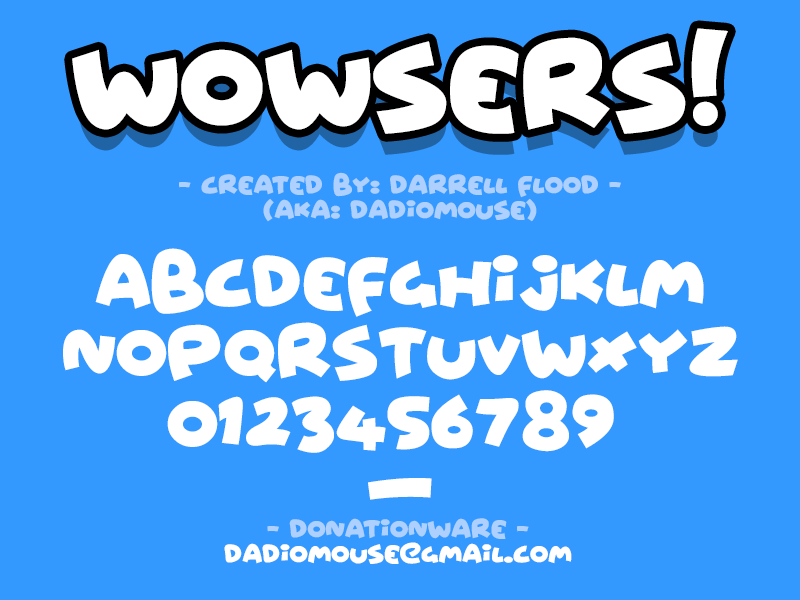 WOWSERS!
- CREATED BY: DARRELL FLOOD -
(AKA: DADiOMOUSE)
ABCDEFGHiJKLM
NOPQRSTUVWXYZ
0123456789
- DONATIONWARE -
DADiOMOUSE@GMAiL.COM